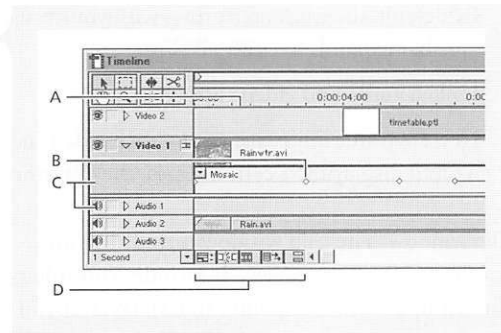 Timeline
A
0:00:04:00
0:00
Video 2
timetable.ptl
B
Video 1
Rainwtr.avi
Mosaic
C
Audio 1
Audio 2
Rain.avi
Audio 3
1 Second
D